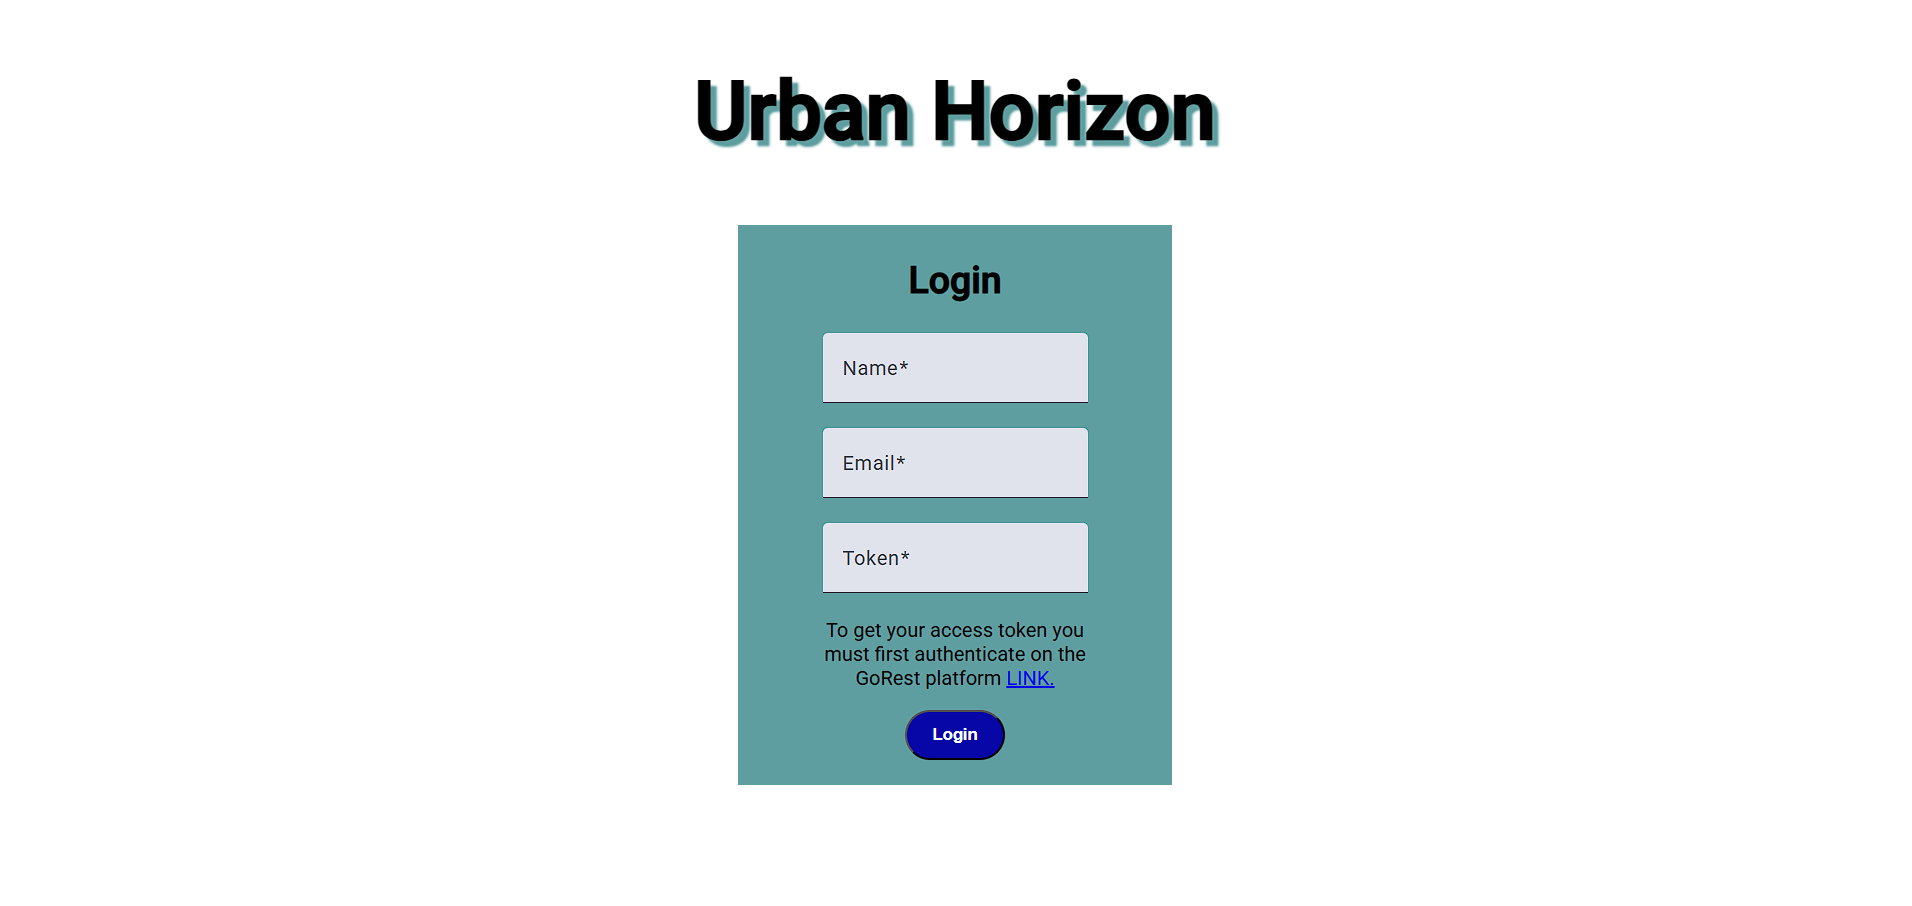 Urban Horizon
Login
Name*
Email*
Token*
To get your access token you
must first authenticate on the
GoRest platform LINK.
Login